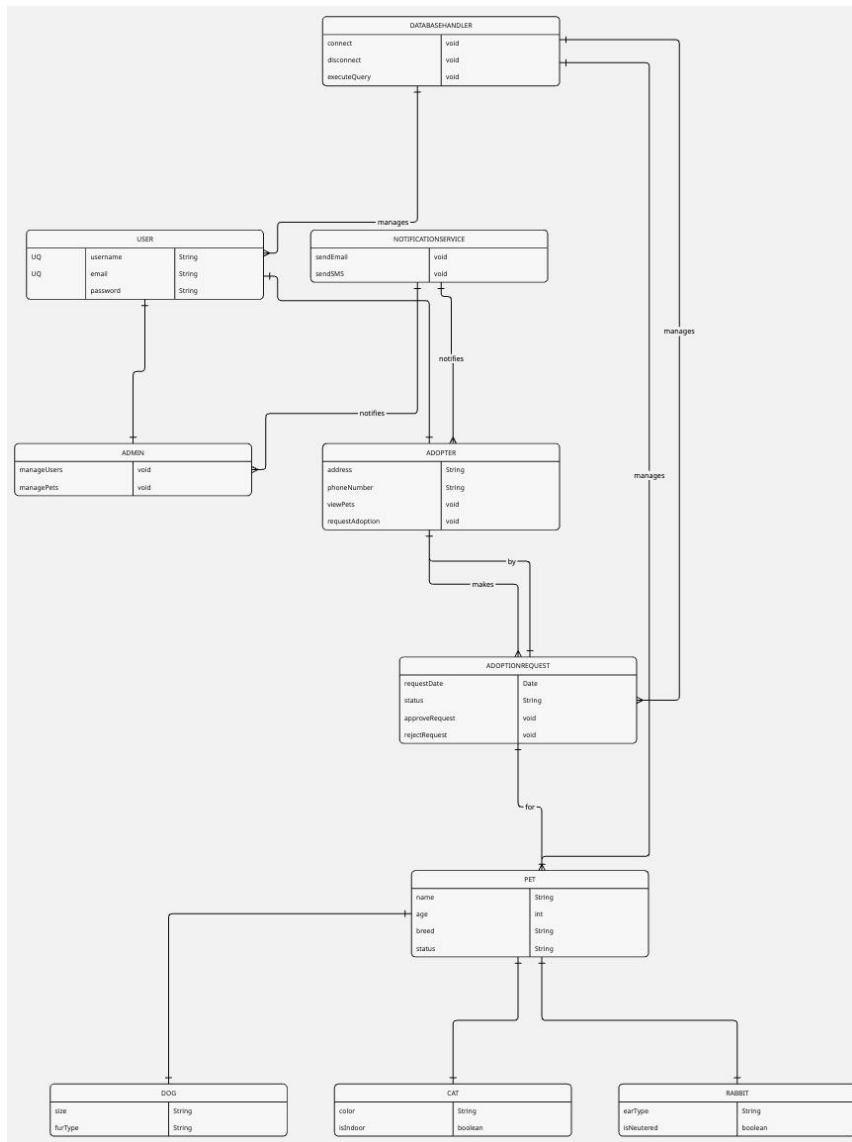 DATABASEHANDLER
connect void
disconnect void
executeQuery void
manages
USER
UQ username String
UQ email String
password String
NOTIFICATIONSERVICE
sendEmail void
sendSMS void
manages
notifies
notifies
ADMIN
manageUsers void
managePets void
ADOPTER
address String
phoneNumber String
viewPets void
requestAdoption void
manages
by
makes
ADOPTIONREQUEST
requestDate Date
status String
approveRequest void
rejectRequest void
for
PET
name String
age int
breed String
status String
DOG
size String
furType String
CAT
color String
isIndoor boolean
RABBIT
earType String
isNeutered boolean